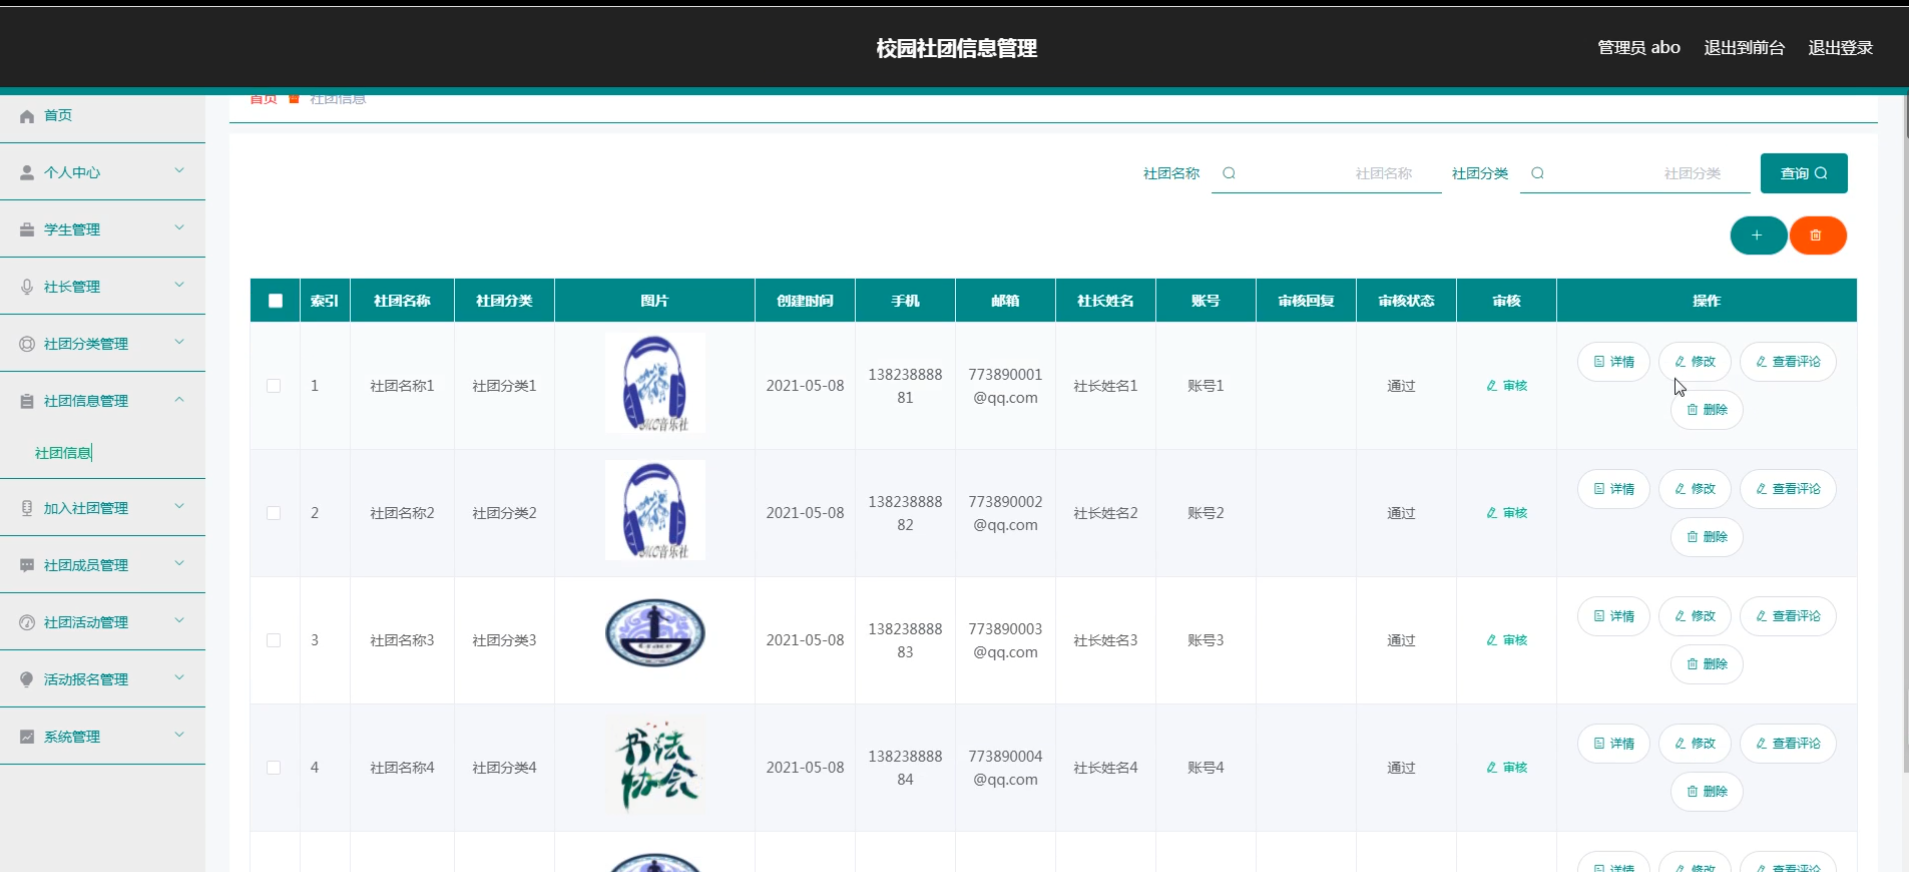 校园社团信息管理
管理员 abo 退出到前台 退出登录
首页 社团信息
首页
个人中心
学生管理
社长管理
社团分类管理
社团信息管理
社团信息
加入社团管理
社团成员管理
社团活动管理
活动报名管理
系统管理
社团名称 社团名称 社团分类 社团分类 查询
索引 社团名称 社团分类 图片 创建时间 手机 邮箱 社长姓名 账号 审核回复 审核状态 审核 操作
1 社团名称1 社团分类1 音乐社 2021-05-08 138238888 81 773890001 @qq.com 社长姓名1 账号1 通过 审核 详情 修改 查看评论 删除
2 社团名称2 社团分类2 音乐社 2021-05-08 138238888 82 773890002 @qq.com 社长姓名2 账号2 通过 审核 详情 修改 查看评论 删除
3 社团名称3 社团分类3 2021-05-08 138238888 83 773890003 @qq.com 社长姓名3 账号3 通过 审核 详情 修改 查看评论 删除
4 社团名称4 社团分类4 书法协会 2021-05-08 138238888 84 773890004 @qq.com 社长姓名4 账号4 通过 审核 详情 修改 查看评论 删除
详情 修改 查看评论